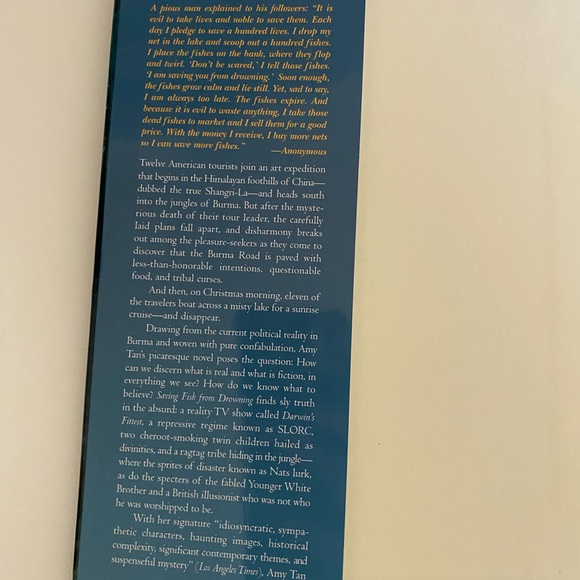 A pious man explained to his followers: "It is
evil to take lives and noble to save them. Each
day I pledge to save a hundred lives. I drop my
net in the lake and scoop out a hundred fishes.
I place the fishes on the bank, where they flop
and twirl. 'Don't be scared,' I tell those fishes.
'I am saving you from drowning.' Soon enough,
the fishes grow calm and lie still. Yet, sad to say,
I am always too late. The fishes expire. And
because it is evil to waste anything, I take those
dead fishes to market and I sell them for a good
price. With the money I receive, I buy more nets
so I can save more fishes."
—Anonymous
Twelve American tourists join an art expedition
that begins in the Himalayan foothills of China—
dubbed the true Shangri-La—and heads south
into the jungles of Burma. But after the myste-
rious death of their tour leader, the carefully
laid plans fall apart, and disharmony breaks
out among the pleasure-seekers as they come to
discover that the Burma Road is paved with
less-than-honorable intentions, questionable
food, and tribal curses.
And then, on Christmas morning, eleven of
the travelers boat across a misty lake for a sunrise
cruise—and disappear.
Drawing from the current political reality in
Burma and woven with pure confabulation, Amy
Tan's picaresque novel poses the question: How
can we discern what is real and what is fiction, in
everything we see? How do we know what to
believe? Saving Fish from Drowning finds sly truth
in the absurd: a reality TV show called Darwin's
Fittest, a repressive regime known as SLORC,
two cheroot-smoking twin children hailed as
divinities, and a ragtag tribe hiding in the jungle—
where the sprites of disaster known as Nats lurk,
as do the specters of the fabled Younger White
Brother and a British illusionist who was not who
he was worshipped to be.
With her signature "idiosyncratic, sympa-
thetic characters, haunting images, historical
complexity, significant contemporary themes, and
suspenseful mystery" (Los Angeles Times), Amy Tan